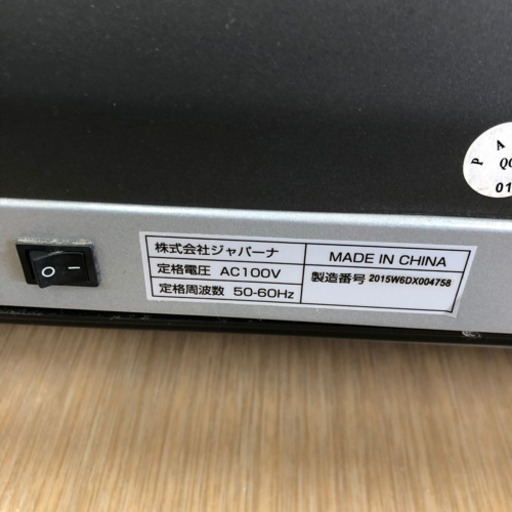 P A
QC
01
株式会社ジャパーナ
定格電圧 AC100V
定格周波数 50-60Hz
MADE IN CHINA
製造番号 2015W6DX004758